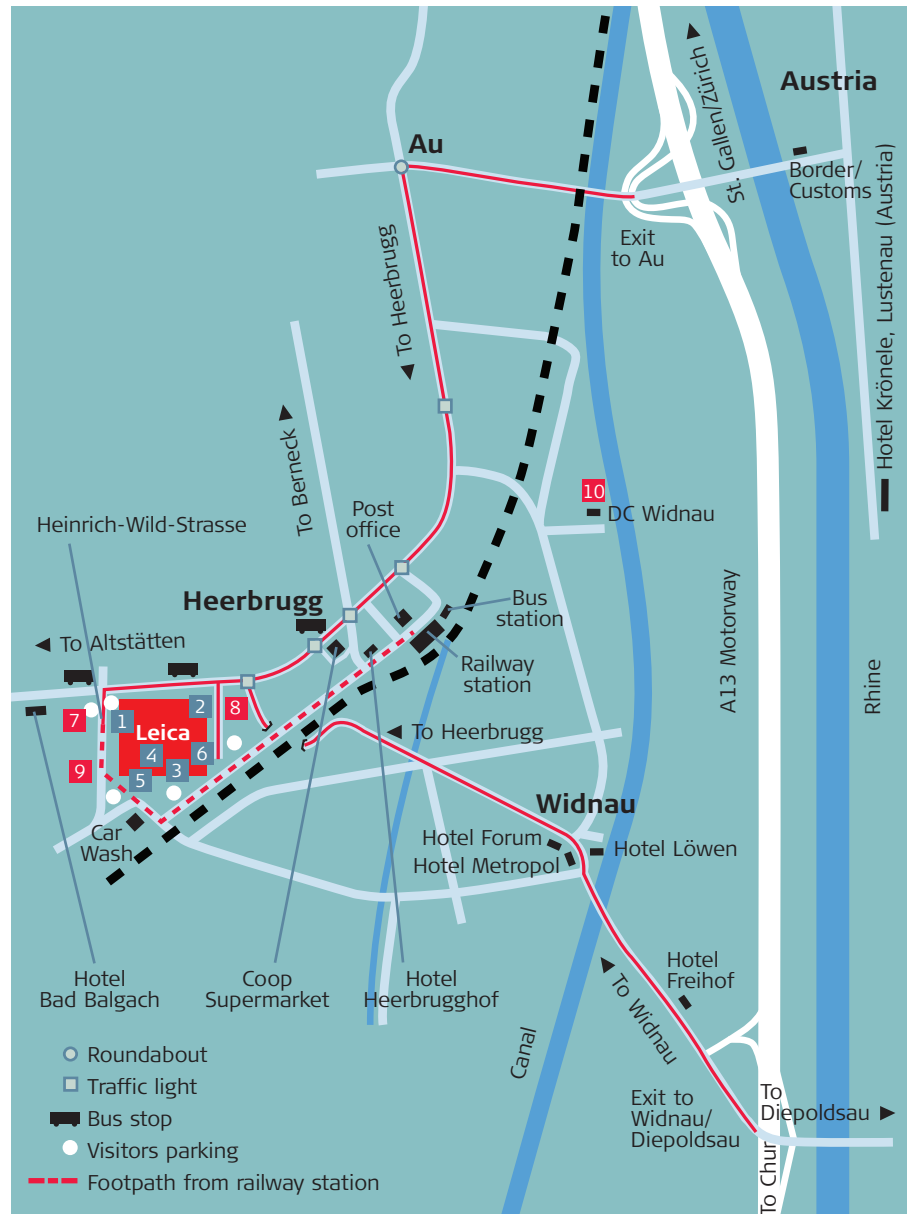 Austria
St. Gallen/Zürich
Au
Border/
Customs
Exit
to Au
To Heerbrugg
Hotel Krönele, Lustenau (Austria)
To Berneck
10
DC Widnau
Post
office
Heinrich-Wild-Strasse
Heerbrugg
Bus
station
To Altstätten
Railway
station
A13 Motorway
Rhine
7
1
2
8
Leica
4
6
To Heerbrugg
9
5
3
Widnau
Car
Wash
Hotel Forum
Hotel Metropol
Hotel Löwen
Hotel
Bad Balgach
Coop
Supermarket
Hotel
Heerbrugghof
Hotel
Freihof
To Widnau
Canal
Roundabout
Traffic light
Bus stop
Visitors parking
Footpath from railway station
Exit to
Widnau/
Diepoldsau
To
Diepoldsau
To Chur